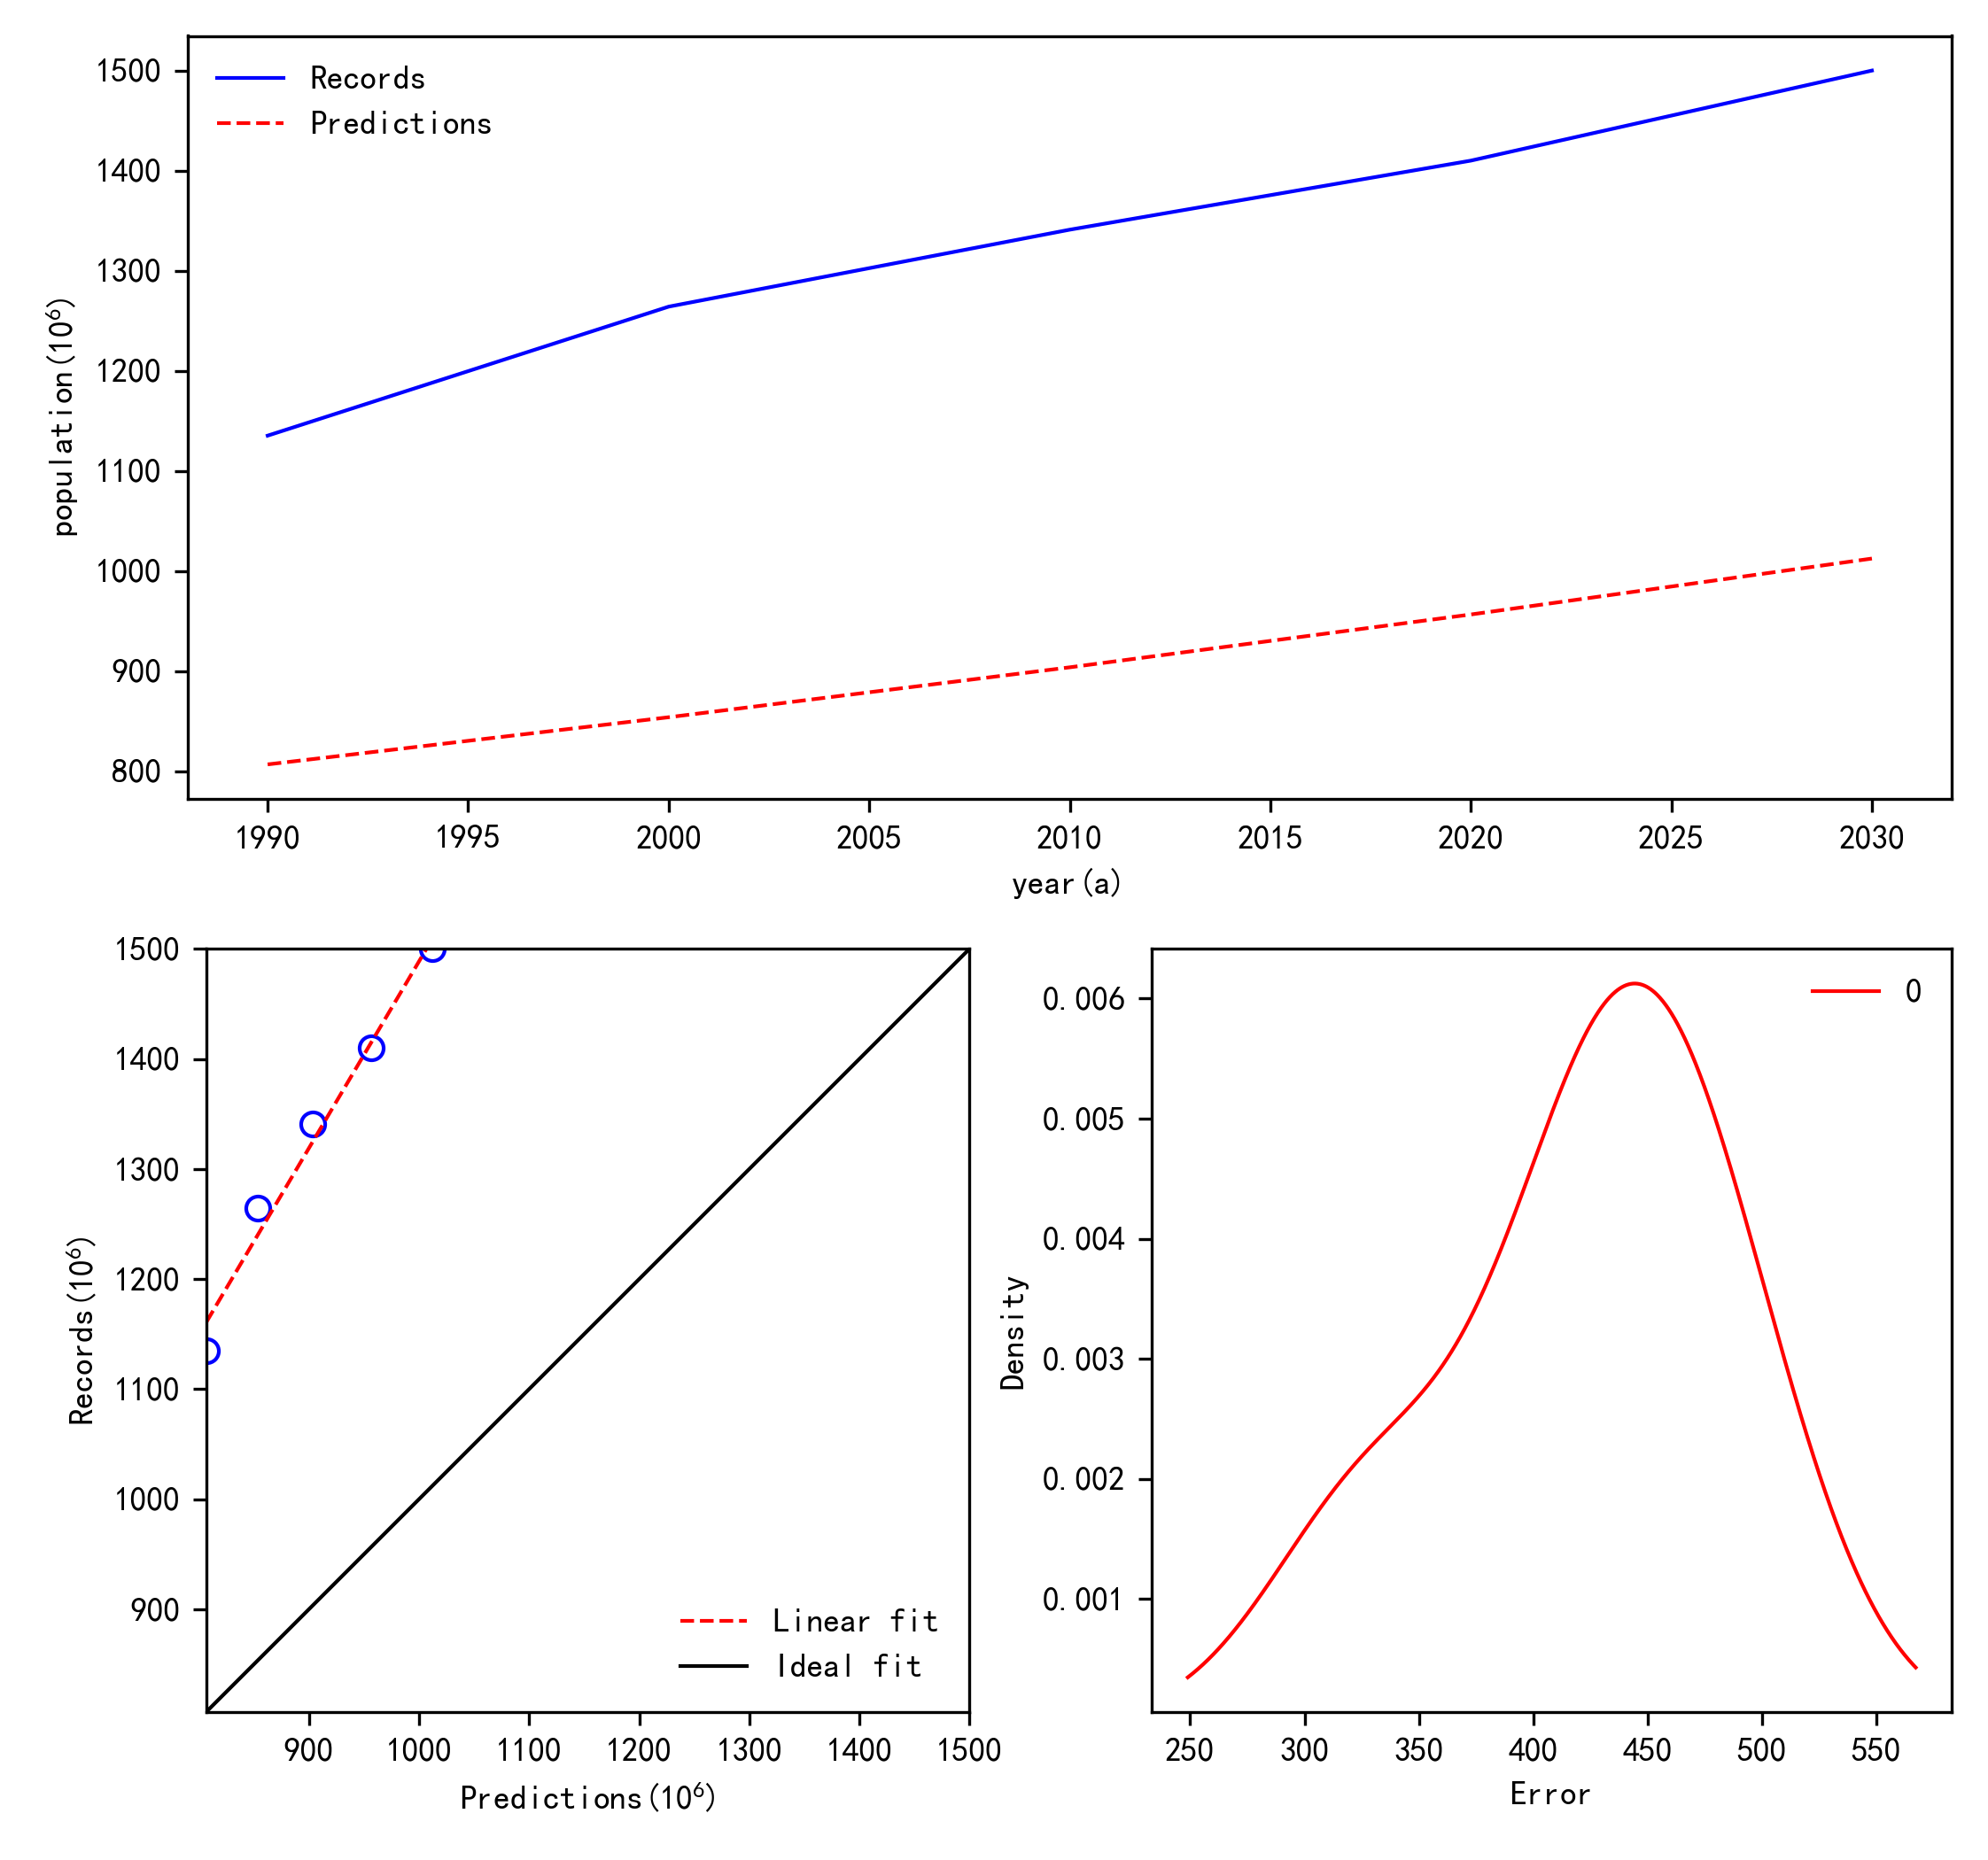 1500
1400
1300
1200
1100
1000
900
800
population(10⁶)
Records
Predictions
1990 1995 2000 2005 2010 2015 2020 2025 2030
year(a)
1500
1400
1300
1200
1100
1000
900
Records(10⁶)
Linear fit
Ideal fit
900 1000 1100 1200 1300 1400 1500
Predictions(10⁶)
0.006
0.005
0.004
0.003
0.002
0.001
Density
0
250 300 350 400 450 500 550
Error